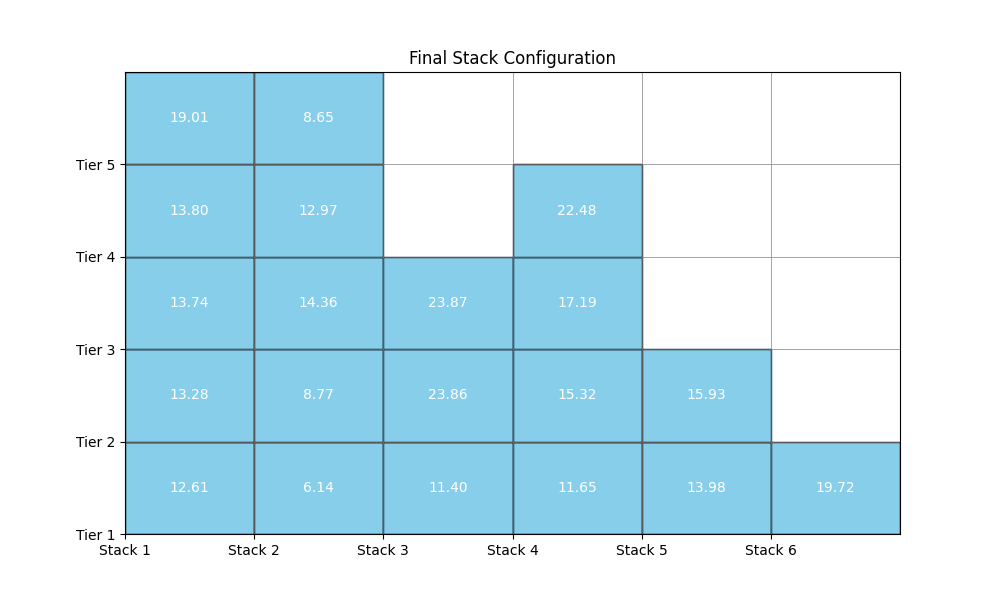 Final Stack Configuration
19.01 8.65
Tier 5
13.80 12.97 22.48
Tier 4
13.74 14.36 23.87 17.19
Tier 3
13.28 8.77 23.86 15.32 15.93
Tier 2
12.61 6.14 11.40 11.65 13.98 19.72
Tier 1
Stack 1 Stack 2 Stack 3 Stack 4 Stack 5 Stack 6